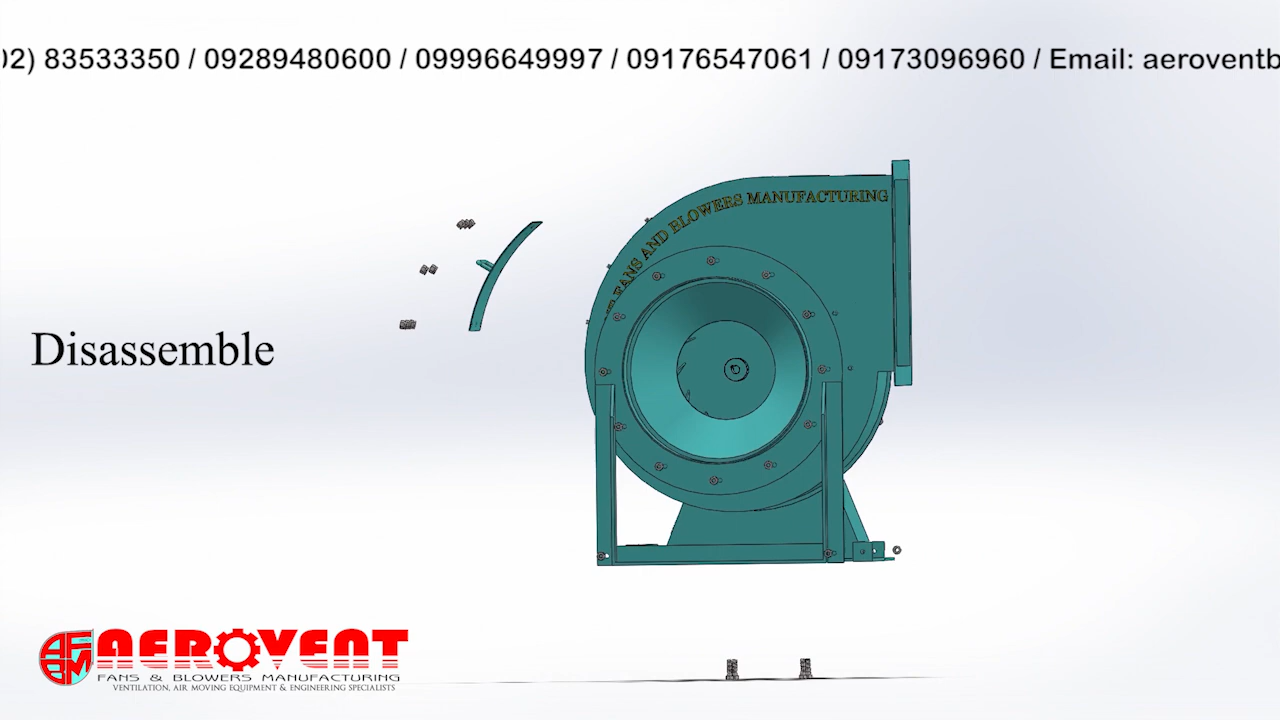 02) 83533350 / 09289480600 / 09996649997 / 09176547061 / 09173096960 / Email: aeroventb
FANS AND BLOWERS MANUFACTURING
Disassemble
AEROVENT
FANS & BLOWERS MANUFACTURING
VENTILATION, AIR MOVING EQUIPMENT & ENGINEERING SPECIALISTS